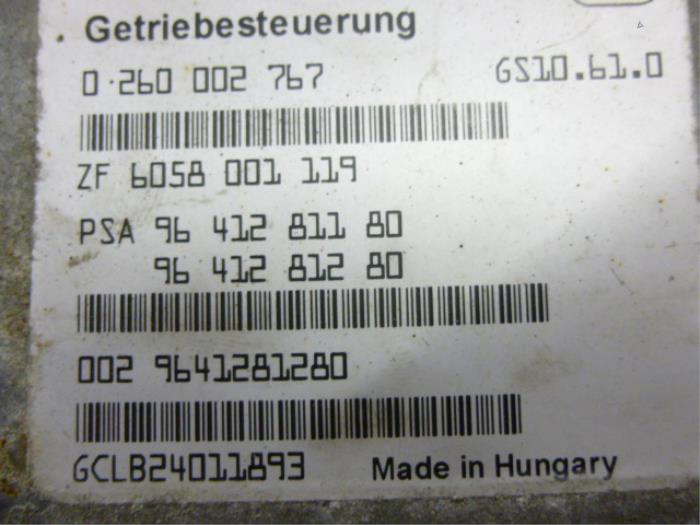 Getriebesteuerung
0 260 002 767 GS10.61.0
ZF 6058 001 119
PSA 96 412 811 80
96 412 812 80
002 9641281280
GCLB24011893 Made in Hungary